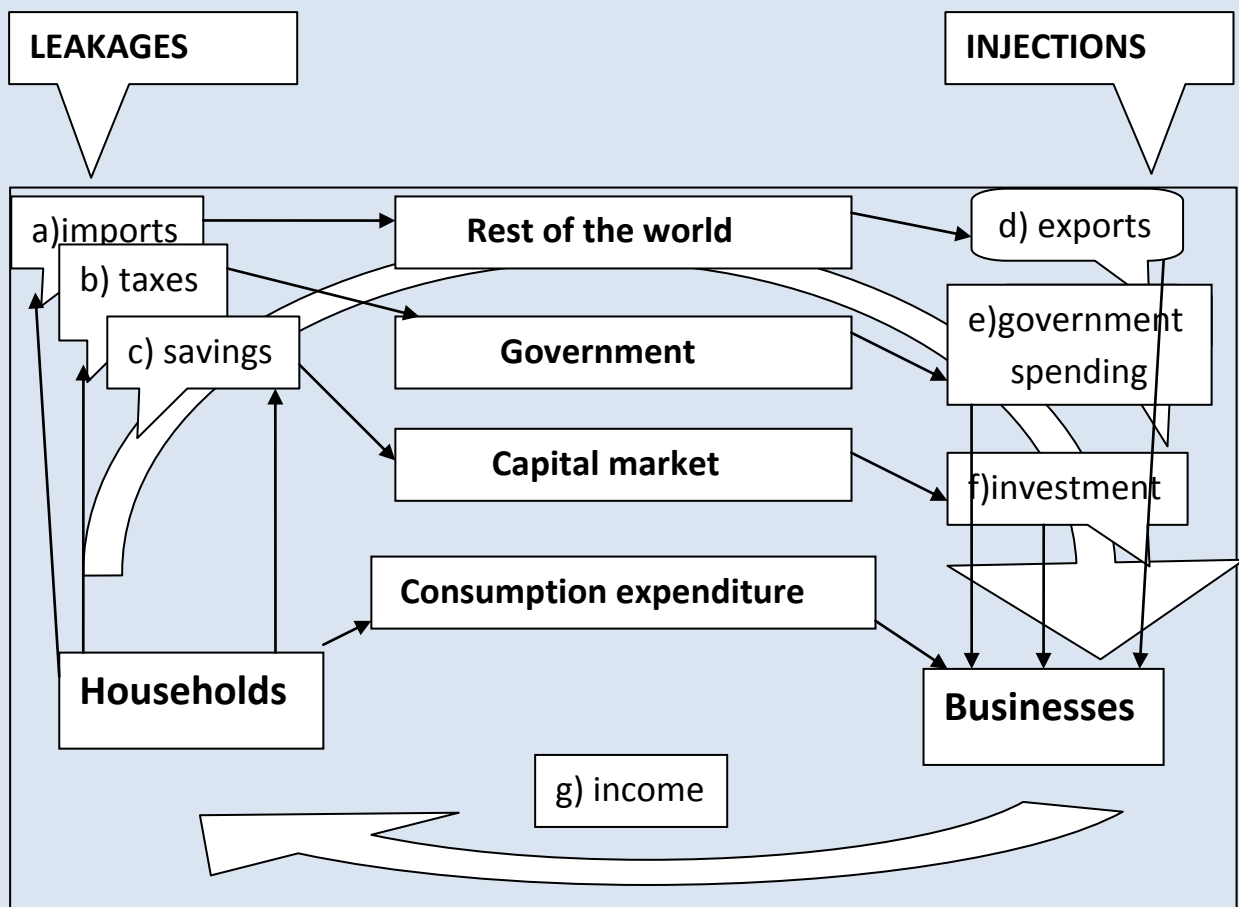 LEAKAGES
INJECTIONS
a)imports
Rest of the world
d) exports
b) taxes
Government
e)government
spending
c) savings
Capital market
f)investment
Consumption expenditure
Households
Businesses
g) income